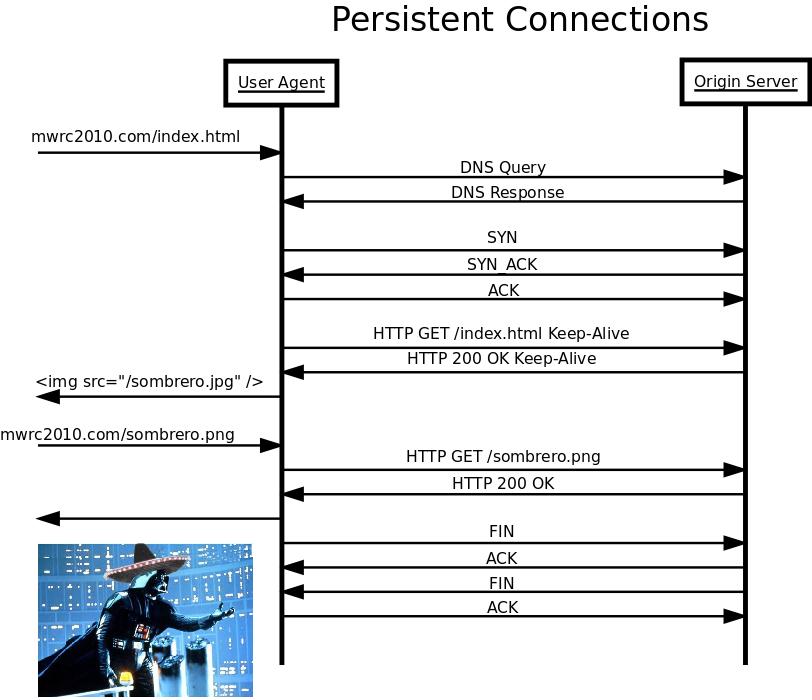 Persistent Connections
User Agent
Origin Server
mwrc2010.com/index.html
DNS Query
DNS Response
SYN
SYN_ACK
ACK
HTTP GET /index.html Keep-Alive
HTTP 200 OK Keep-Alive
<img src="/sombrero.jpg" />
mwrc2010.com/sombrero.png
HTTP GET /sombrero.png
HTTP 200 OK
FIN
ACK
FIN
ACK